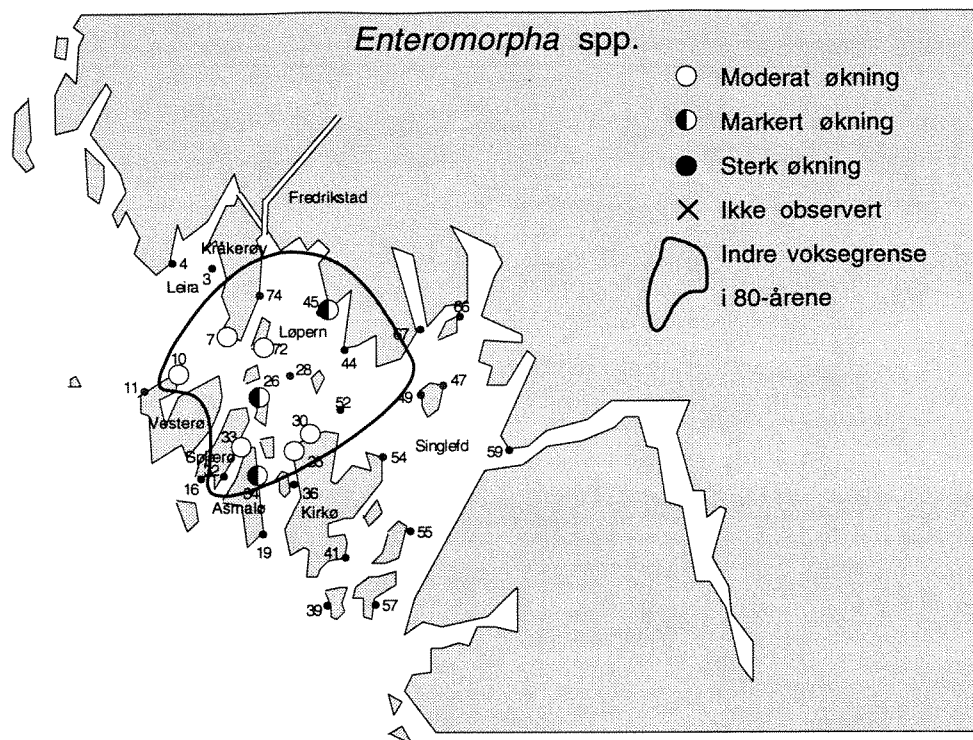 Enteromorpha spp.
Moderat økning
Markert økning
Sterk økning
Ikke observert
Indre voksegrense
i 80-årene
Fredrikstad
Kråkerøy
4
3
Leira
74
45
66
7
Løpern
67
72
44
10
28
11
26
47
49
52
Vesterø
30
33
Singlefd
59
25
54
Spjærø
16
34
36
Asmalø
Kirkø
19
55
41
39
57